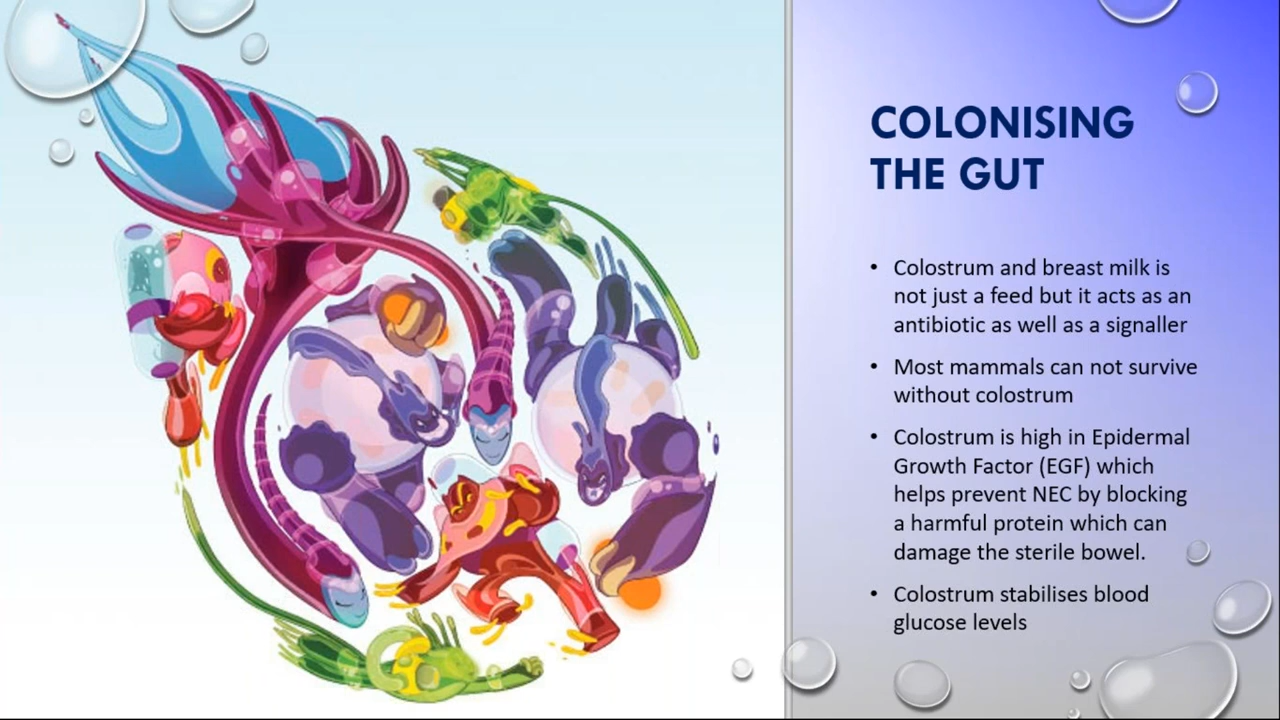 COLONISING
THE GUT
• Colostrum and breast milk is
not just a feed but it acts as an
antibiotic as well as a signaller
• Most mammals can not survive
without colostrum
• Colostrum is high in Epidermal
Growth Factor (EGF) which
helps prevent NEC by blocking
a harmful protein which can
damage the sterile bowel.
• Colostrum stabilises blood
glucose levels